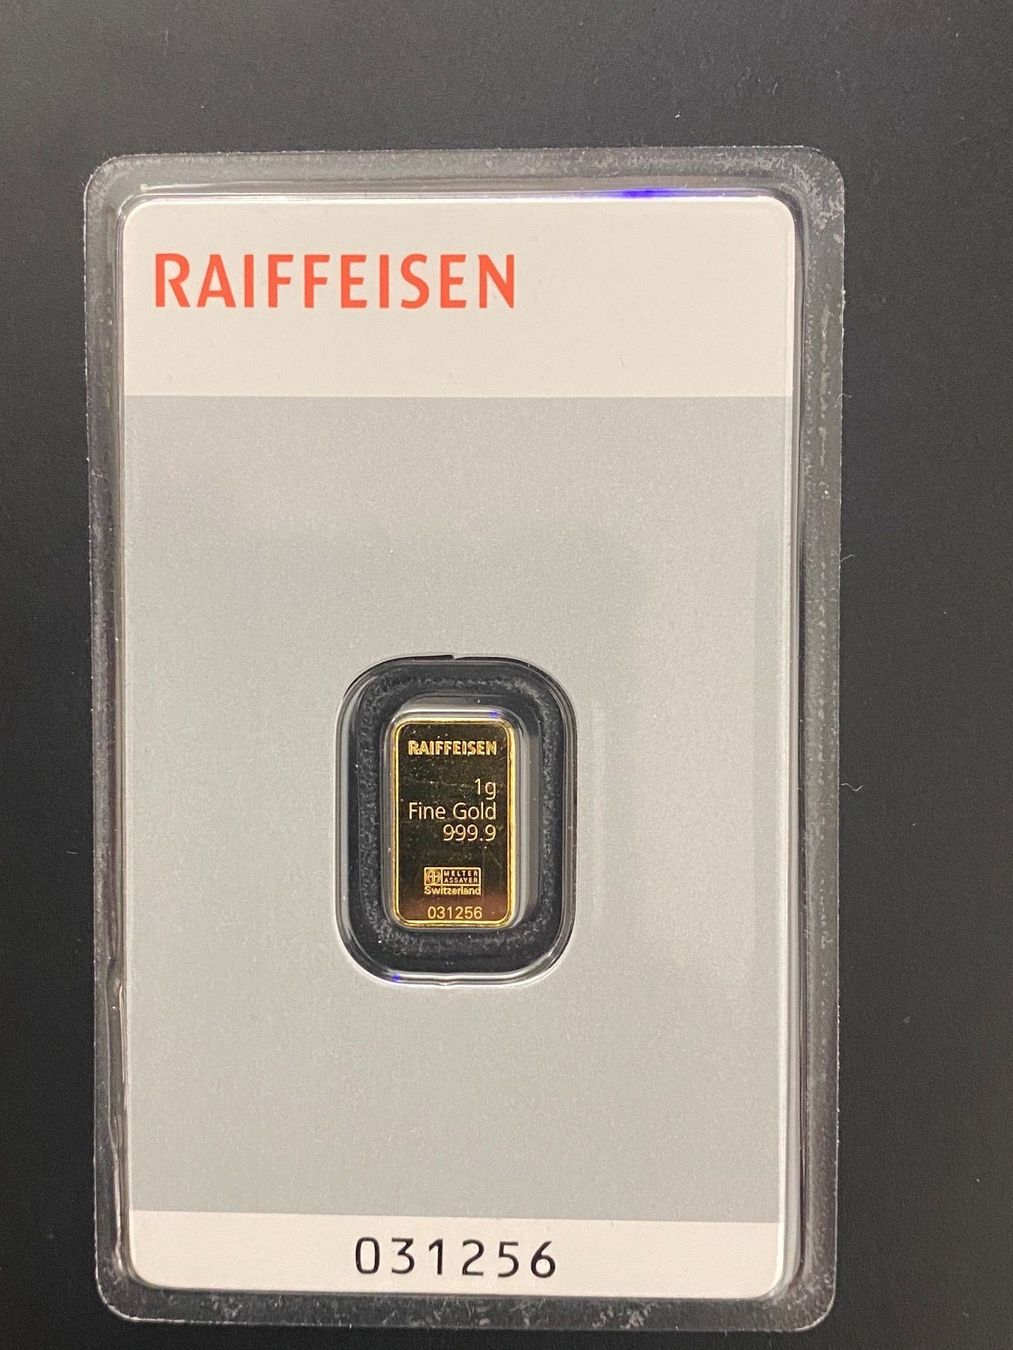 RAIFFEISEN
RAIFFEISEN
1g
Fine Gold
999.9
MELTER
ASSAYER
Switzerland
031256
031256